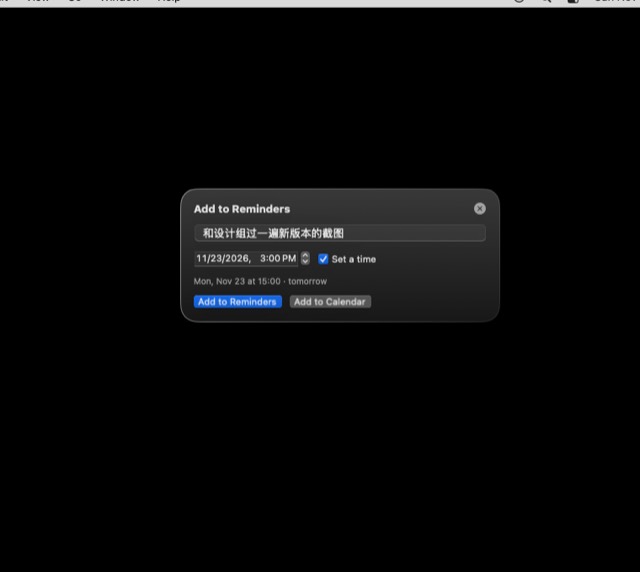 Add to Reminders
和设计组过一遍新版本的截图
11/23/2026, 3:00 PM Set a time
Mon, Nov 23 at 15:00 · tomorrow
Add to Reminders Add to Calendar